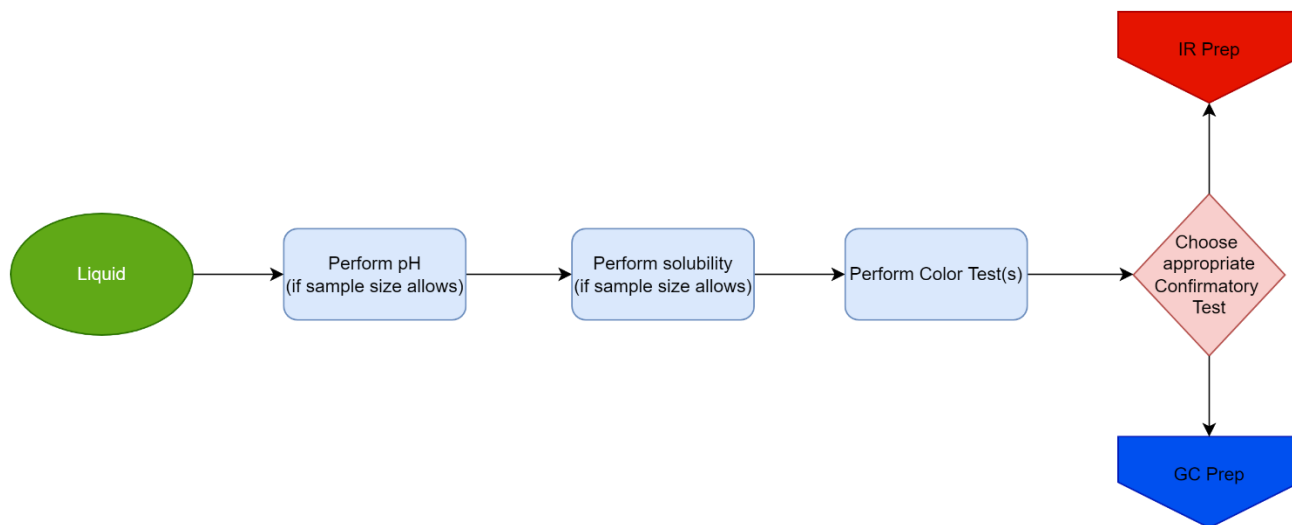 IR Prep
Liquid
Perform pH
(if sample size allows)
Perform solubility
(if sample size allows)
Perform Color Test(s)
Choose
appropriate
Confirmatory
Test
GC Prep